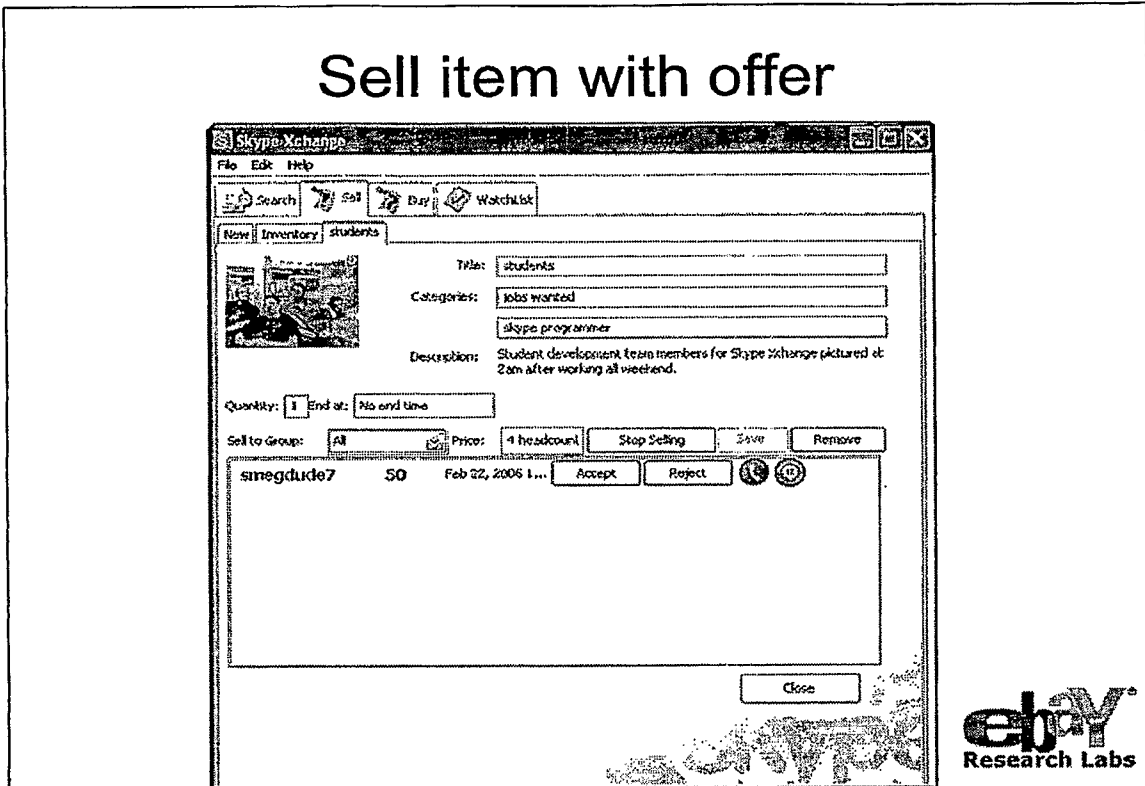 Sell item with offer
Skype Xchange
File Edit Help
Search Sell Buy Watchlist
New Inventory students
Title: students
Categories: jobs wanted
skype programmer
Description: Student development team members for Skype Xchange pictured at
2am after working all weekend.
Quantity: 1 End at: No end time
Sell to Group: All Price: 4 headcount Stop Selling Save Remove
smegdude7 50 Feb 22, 2006 1,... Accept Reject
Close
skype
ebay
Research Labs